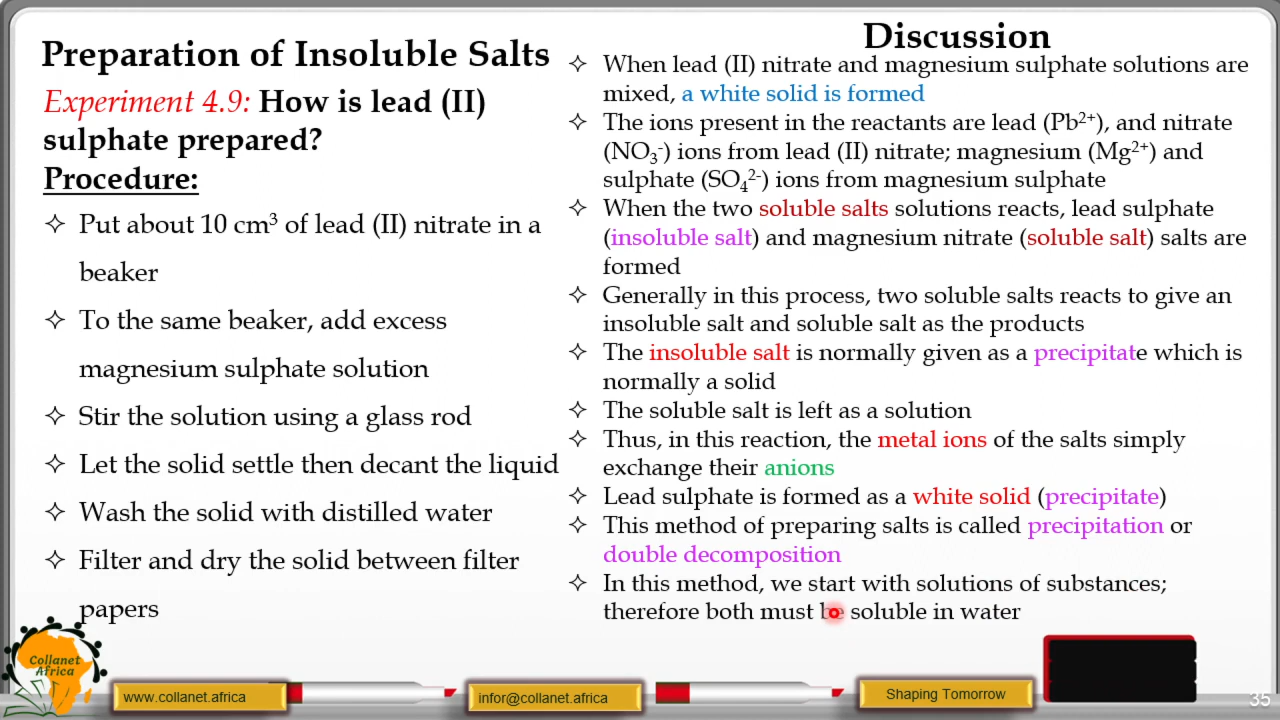 Preparation of Insoluble Salts
Experiment 4.9: How is lead (II)
sulphate prepared?
Procedure:
✧ Put about 10 cm³ of lead (II) nitrate in a
beaker
✧ To the same beaker, add excess
magnesium sulphate solution
✧ Stir the solution using a glass rod
✧ Let the solid settle then decant the liquid
✧ Wash the solid with distilled water
✧ Filter and dry the solid between filter
papers
Discussion
✧ When lead (II) nitrate and magnesium sulphate solutions are
mixed, a white solid is formed
✧ The ions present in the reactants are lead (Pb²⁺), and nitrate
(NO₃⁻) ions from lead (II) nitrate; magnesium (Mg²⁺) and
sulphate (SO₄²⁻) ions from magnesium sulphate
✧ When the two soluble salts solutions reacts, lead sulphate
(insoluble salt) and magnesium nitrate (soluble salt) salts are
formed
✧ Generally in this process, two soluble salts reacts to give an
insoluble salt and soluble salt as the products
✧ The insoluble salt is normally given as a precipitate which is
normally a solid
✧ The soluble salt is left as a solution
✧ Thus, in this reaction, the metal ions of the salts simply
exchange their anions
✧ Lead sulphate is formed as a white solid (precipitate)
✧ This method of preparing salts is called precipitation or
double decomposition
✧ In this method, we start with solutions of substances;
therefore both must be soluble in water
Collanet
Africa
www.collanet.africa
infor@collanet.africa
Shaping Tomorrow
35